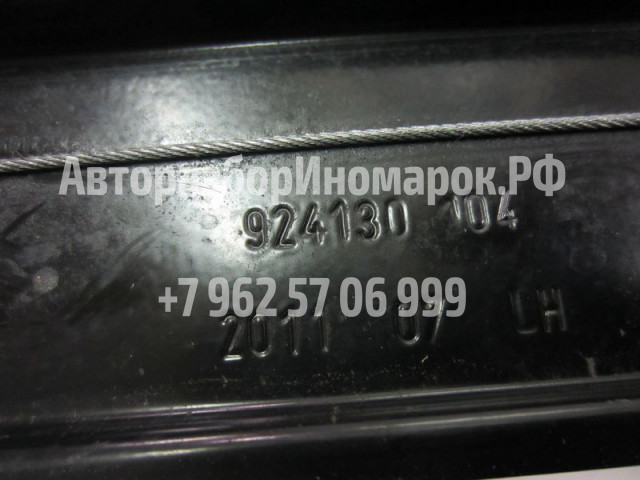 АвторазборИномарок.РФ
924130 104
+7 962 57 06 999
2011 07 LH